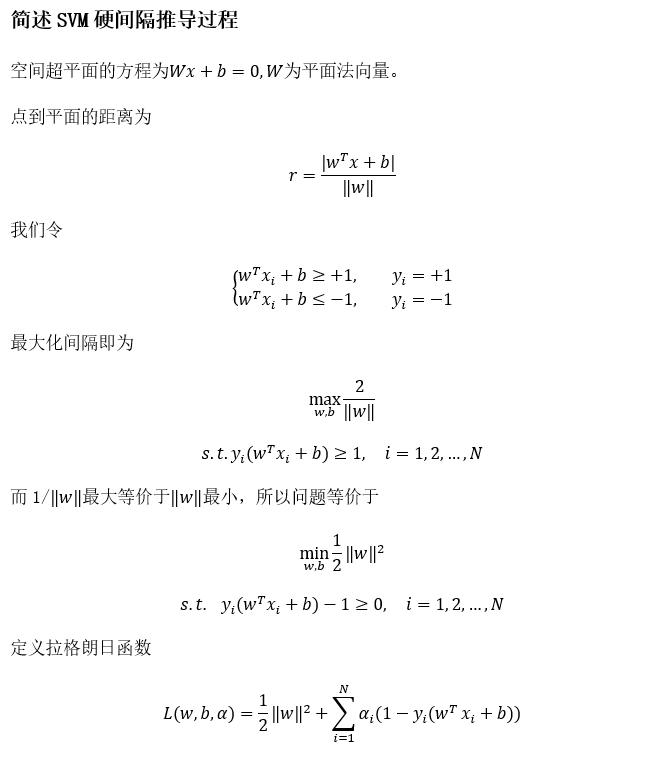 简述 SVM 硬间隔推导过程
空间超平面的方程为Wx + b = 0, W为平面法向量。
点到平面的距离为
r = |w^T x + b| / ‖w‖
我们令
{ w^T x_i + b ≥ +1, y_i = +1
w^T x_i + b ≤ −1, y_i = −1
最大化间隔即为
max_{w,b} 2 / ‖w‖
s.t. y_i(w^T x_i + b) ≥ 1, i = 1,2, …, N
而 1/‖w‖最大等价于‖w‖最小，所以问题等价于
min_{w,b} 1/2 ‖w‖^2
s.t. y_i(w^T x_i + b) − 1 ≥ 0, i = 1,2, …, N
定义拉格朗日函数
L(w, b, α) = 1/2 ‖w‖^2 + ∑_{i=1}^{N} α_i(1 − y_i(w^T x_i + b))